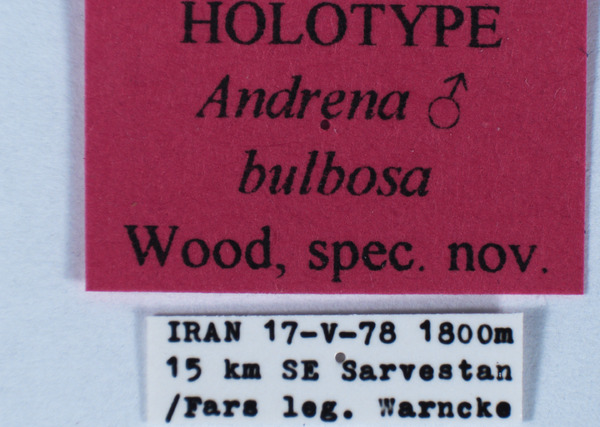 HOLOTYPE
Andrena ♂
bulbosa
Wood, spec. nov.
IRAN 17-V-78 1800m
15 km SE Sarvestan
/Fars leg. Warncke